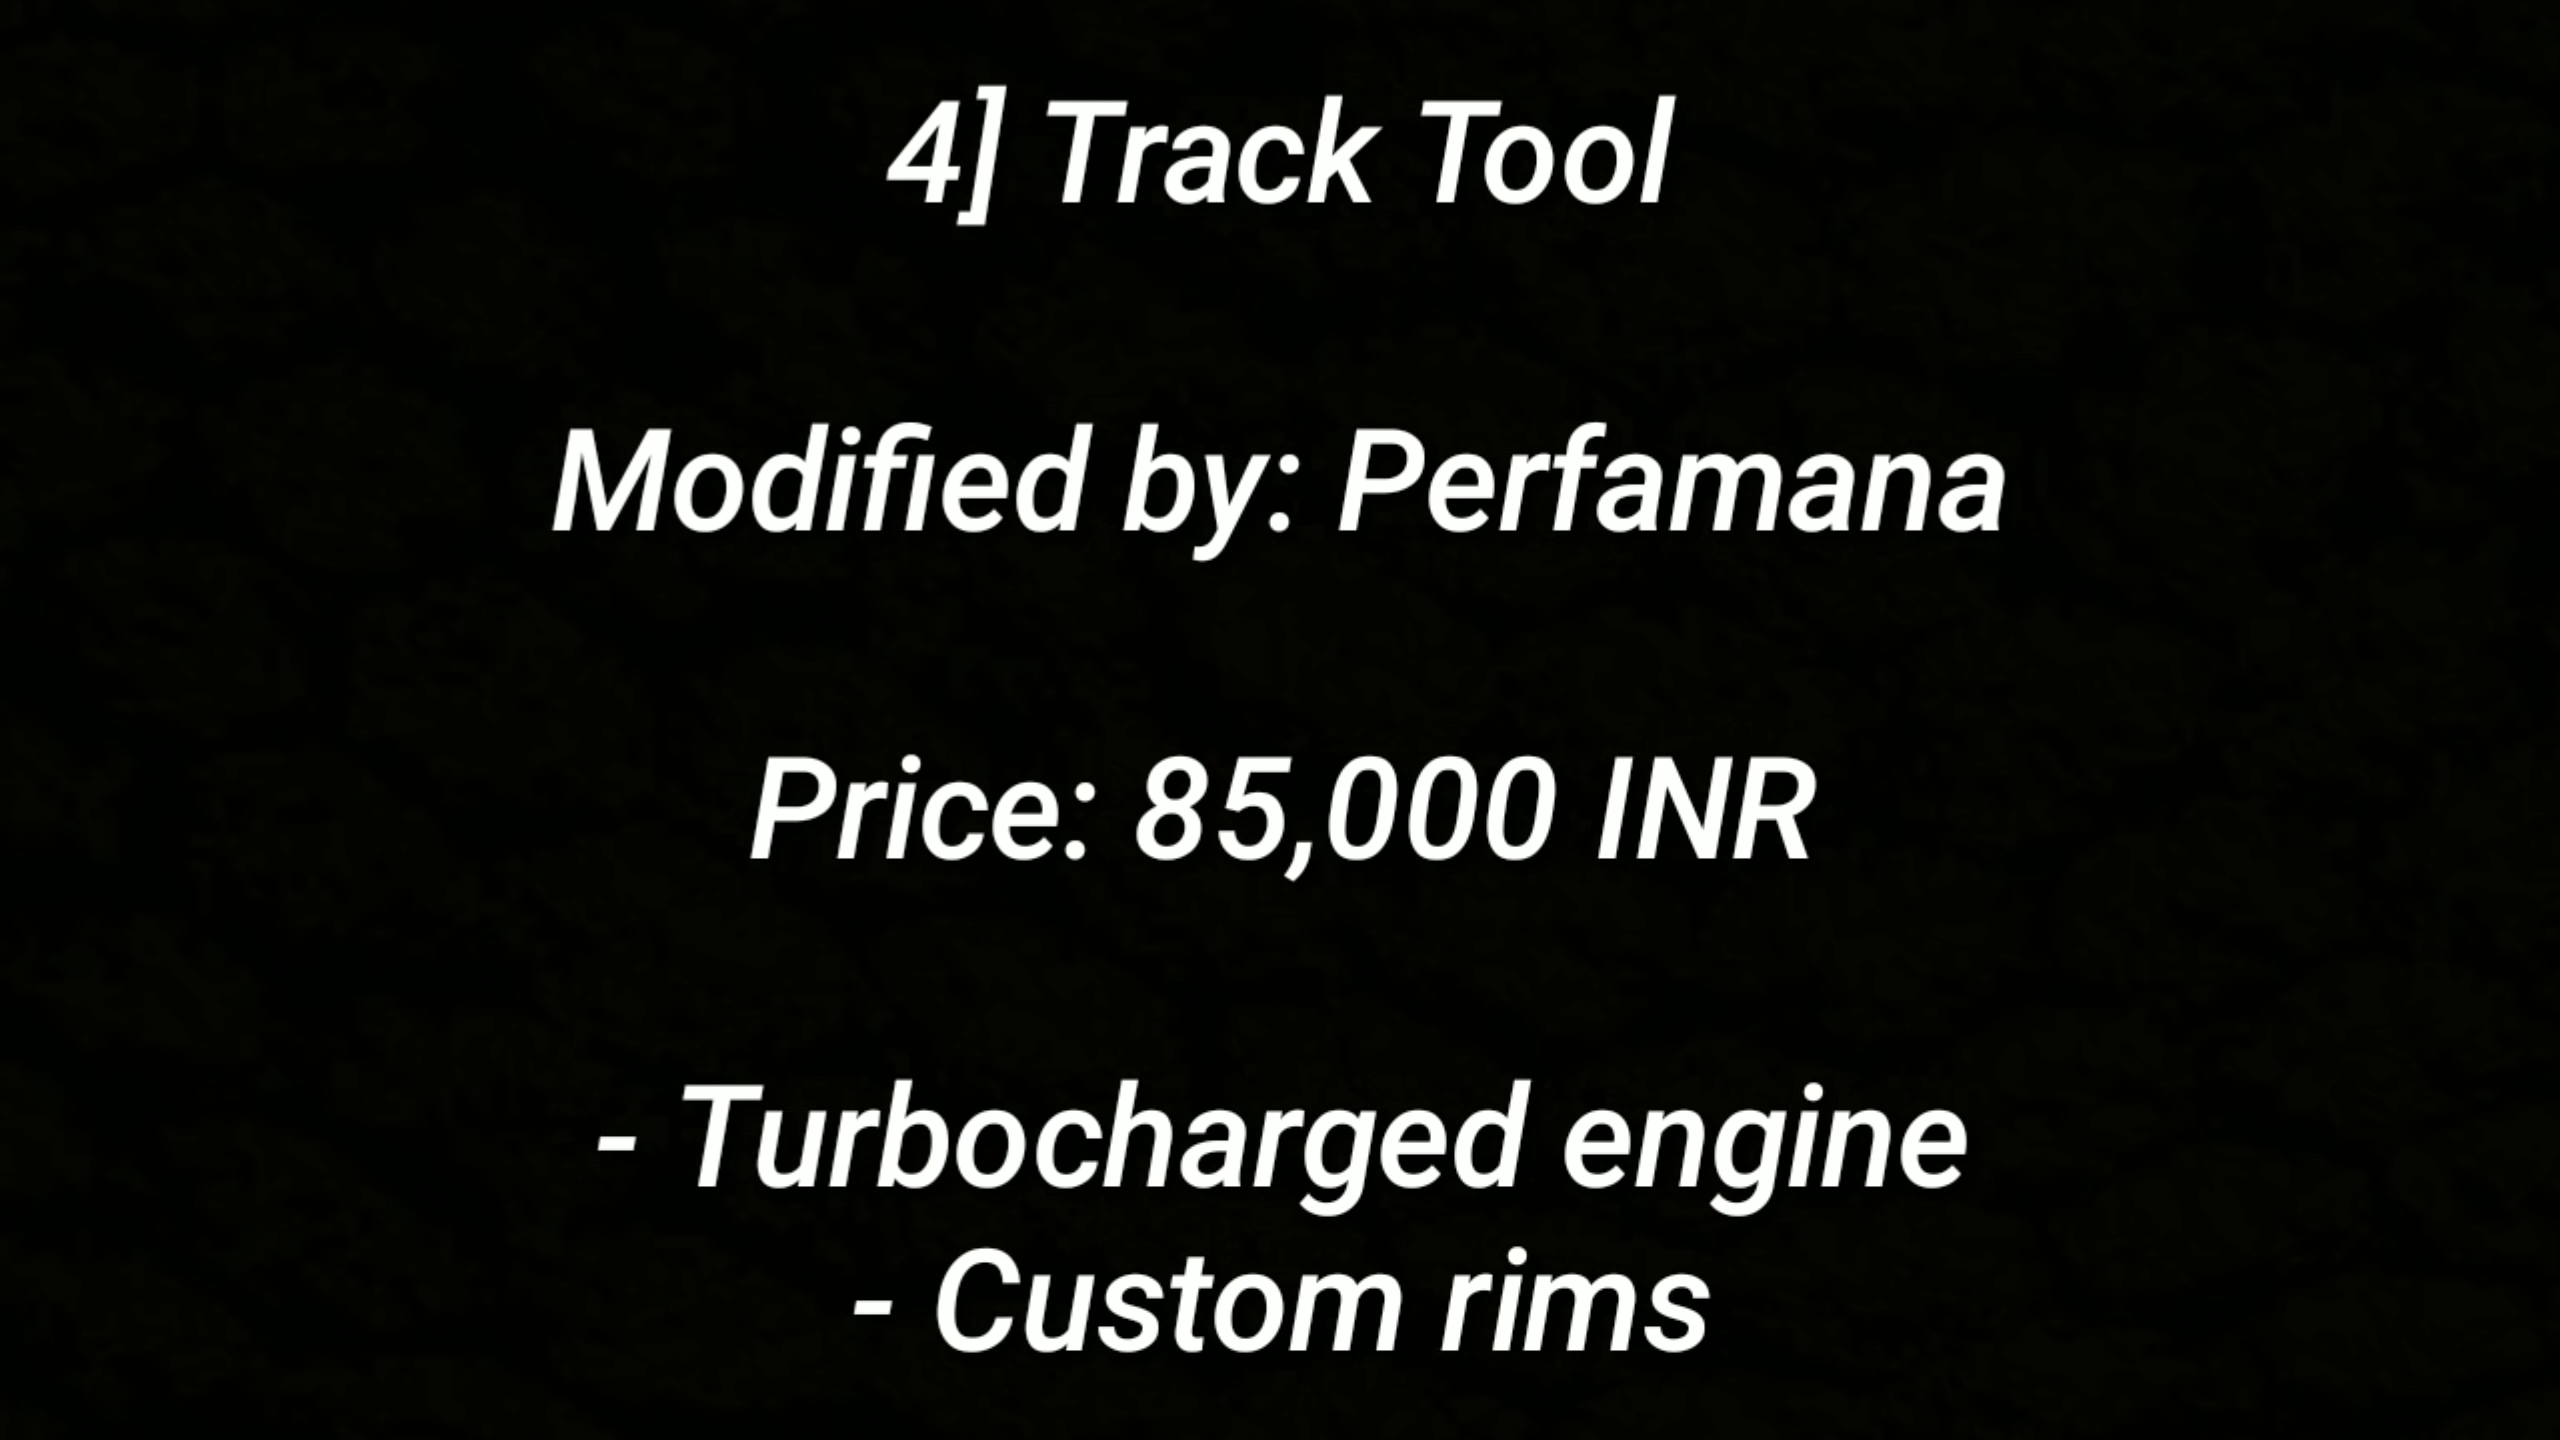 4] Track Tool
Modified by: Perfamana
Price: 85,000 INR
- Turbocharged engine
- Custom rims